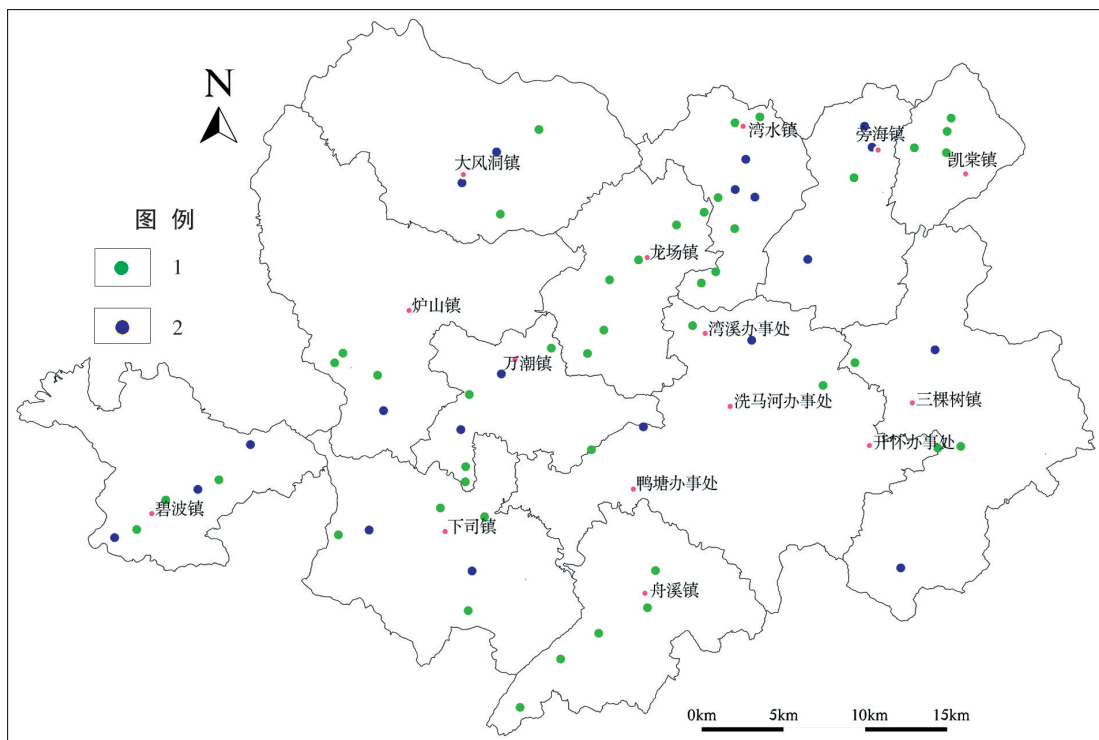 N
湾水镇
旁海镇
大风洞镇
凯棠镇
图 例
1
龙场镇
炉山镇
2
湾溪办事处
万潮镇
洗马河办事处
三棵树镇
开怀办事处
鸭塘办事处
碧波镇
下司镇
舟溪镇
0km 5km 10km 15km